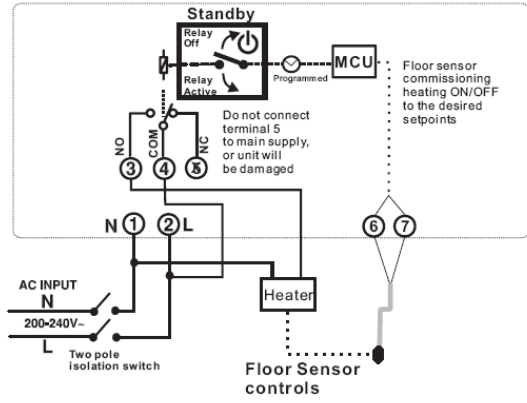 Standby
Relay
Off
Relay
Active
Programmed
MCU
Floor sensor
commissioning
heating ON/OFF
to the desired
setpoints
Do not connect
terminal 5
to main supply,
or unit will
be damaged
NO
COM
NC
3
4
5
N 1 2 L
6 7
AC INPUT
N
200-240V~
L
Two pole
isolation switch
Heater
Floor Sensor
controls